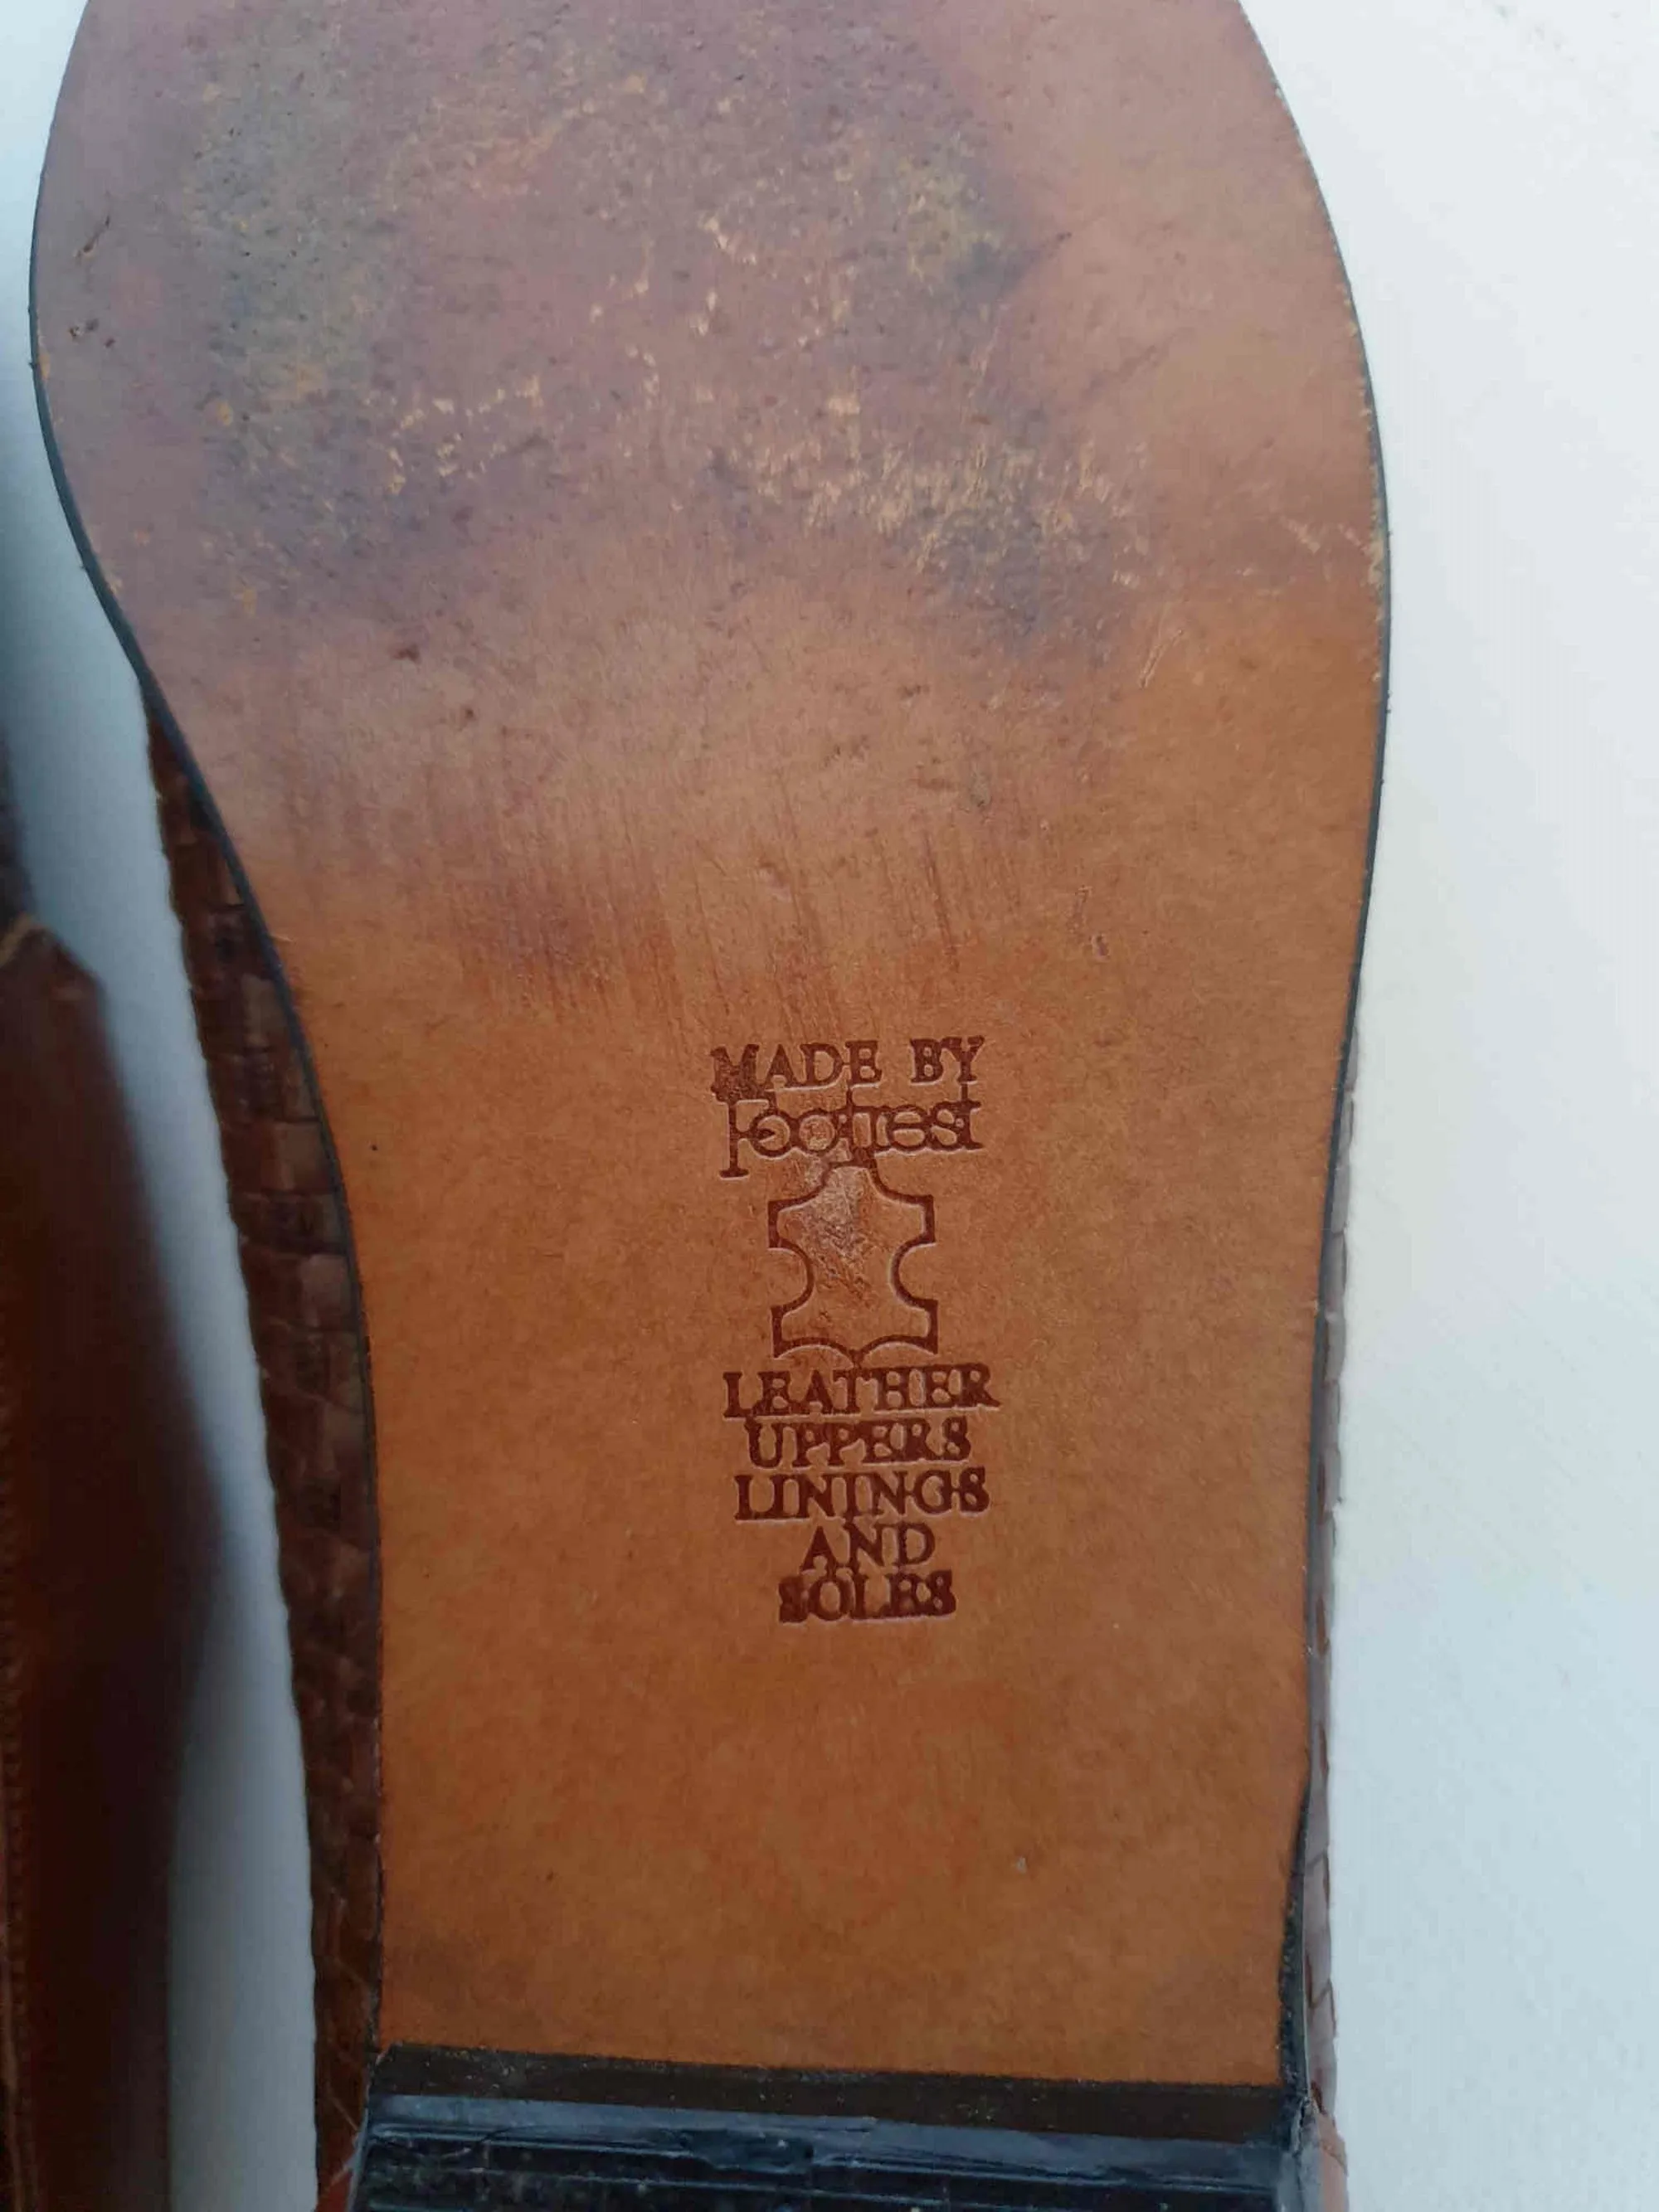 MADE BY
Footrest
LEATHER
UPPERS
LININGS
AND
SOLES